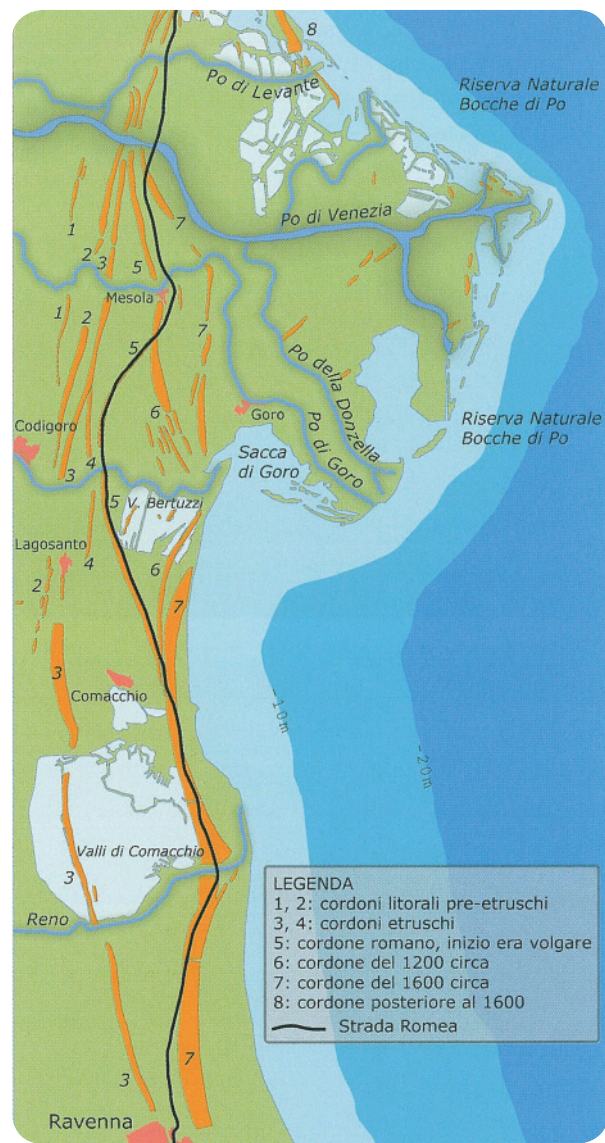 8
Po di Levante
Riserva Naturale
Bocche di Po
1
7
Po di Venezia
2
3
5
Mesola
1
2
7
5
Po della Donzella
6
Goro
Po di Goro
Riserva Naturale
Bocche di Po
Codigoro
Sacca
di Goro
3
4
5
V. Bertuzzi
Lagosanto
4
6
2
7
3
Comacchio
-10m
-20m
Valli di Comacchio
3
Reno
LEGENDA
1, 2: cordoni litorali pre-etruschi
3, 4: cordoni etruschi
5: cordone romano, inizio era volgare
6: cordone del 1200 circa
7: cordone del 1600 circa
8: cordone posteriore al 1600
Strada Romea
7
3
Ravenna